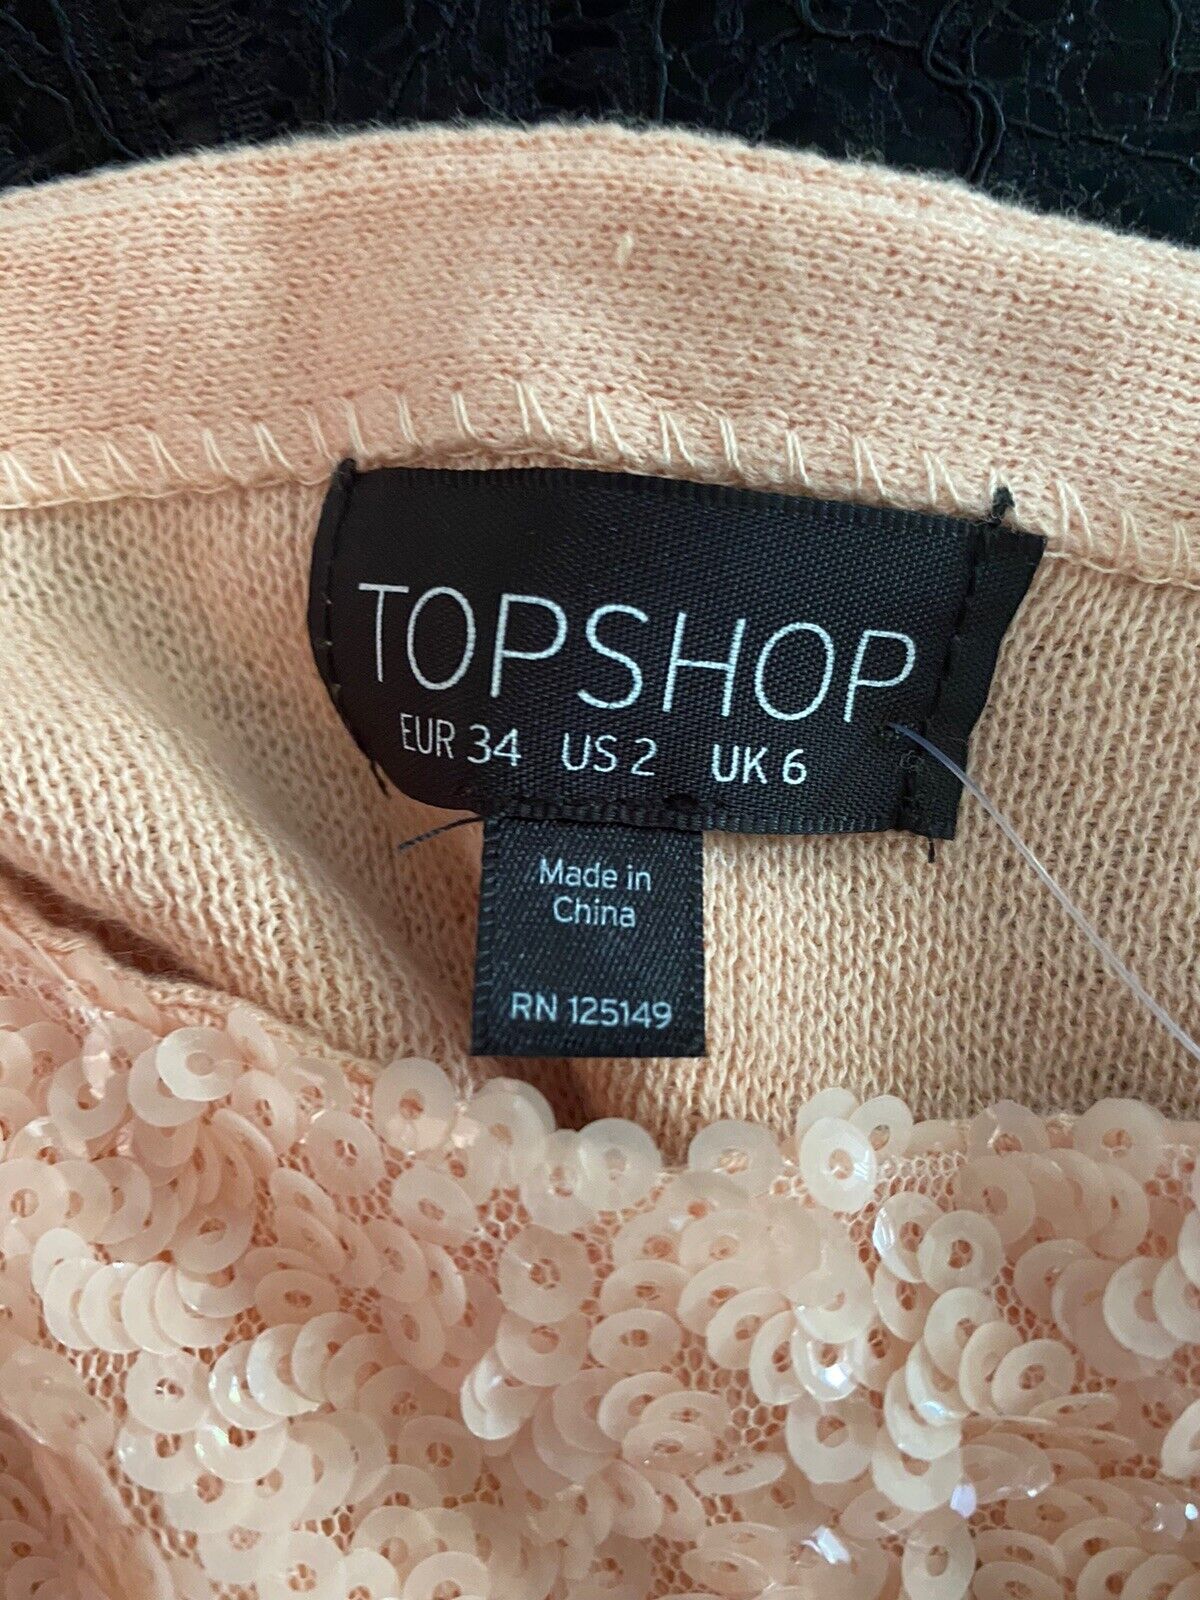 TOPSHOP
EUR 34 US 2 UK 6
Made in
China
RN 125149